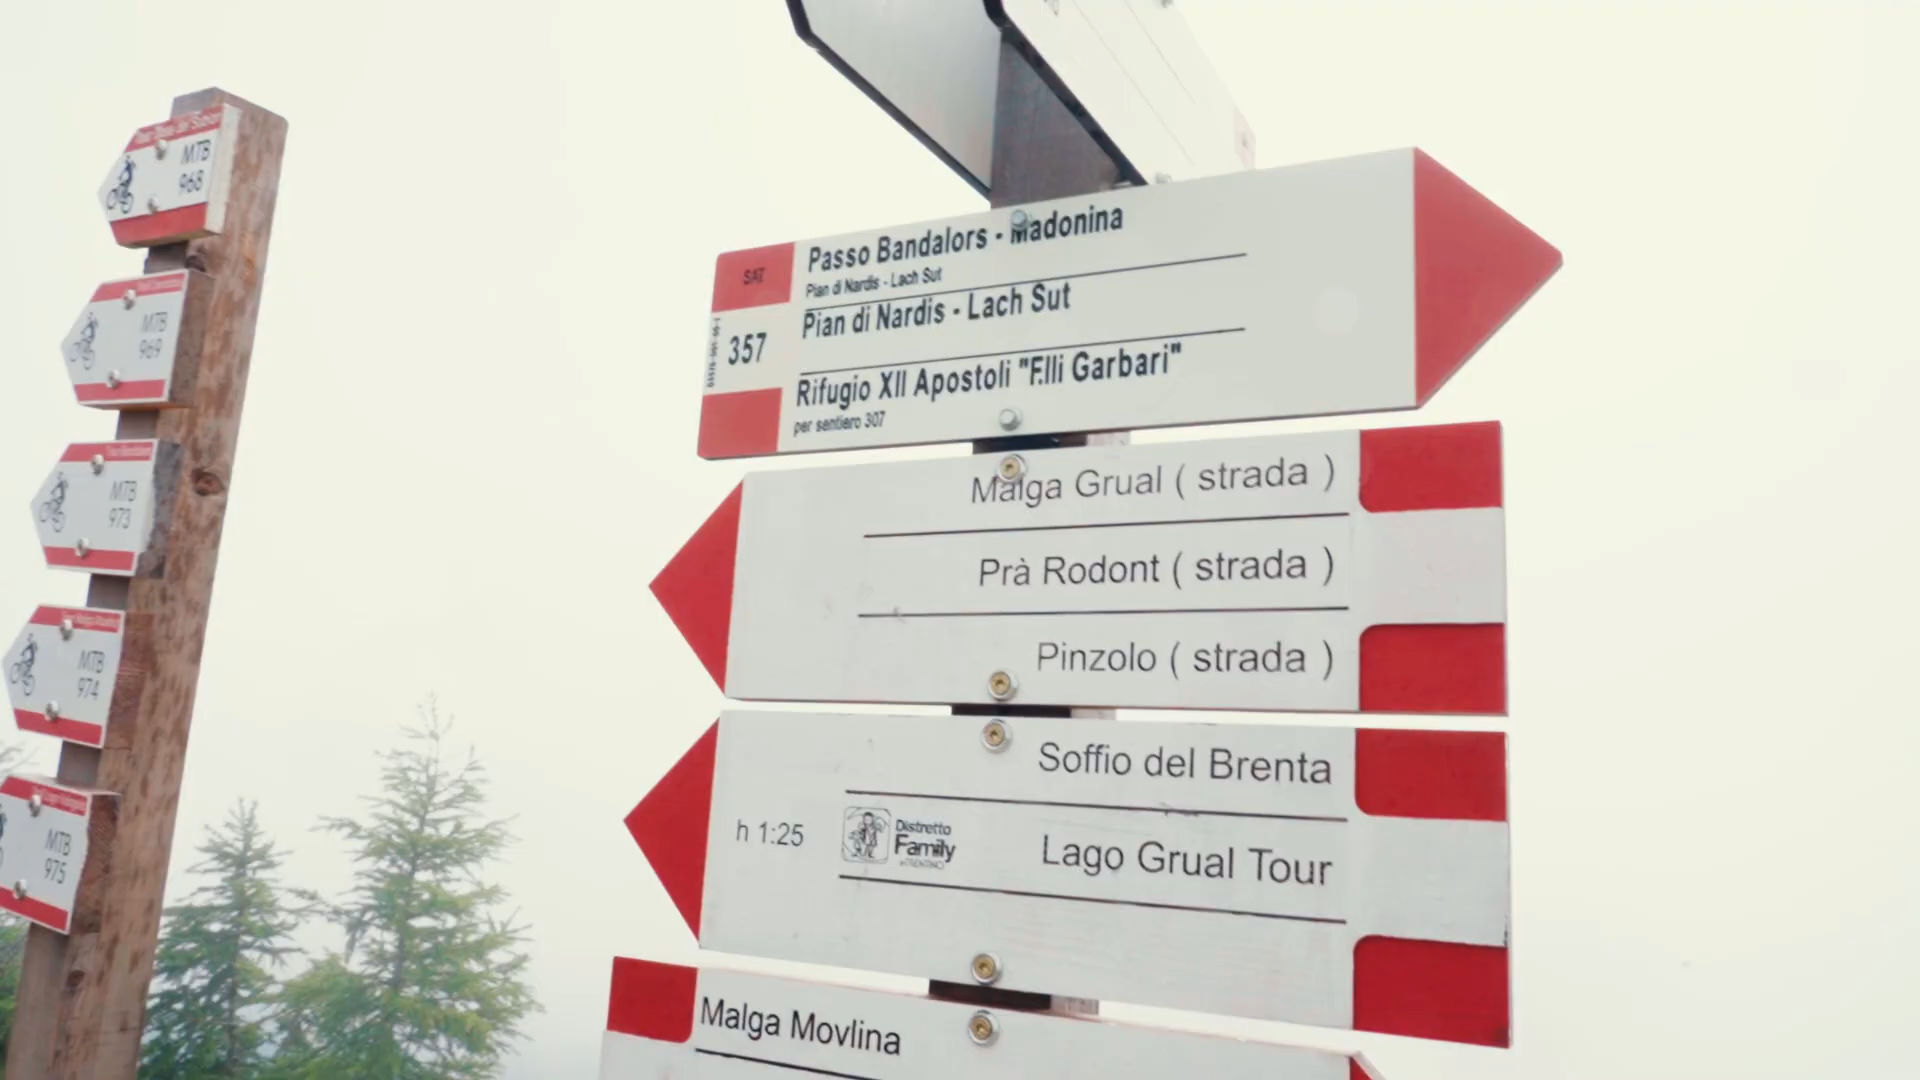 MTB
968
MTB
969
MTB
973
MTB
974
MTB
975
SAT
357
Passo Bandalors - Madonina
Pian di Nardis - Lach Sut
Pian di Nardis - Lach Sut
Rifugio XII Apostoli "F.lli Garbari"
per sentiero 307
Malga Grual ( strada )
Prà Rodont ( strada )
Pinzolo ( strada )
Soffio del Brenta
h 1:25
Distretto
Family
Lago Grual Tour
Malga Movlina